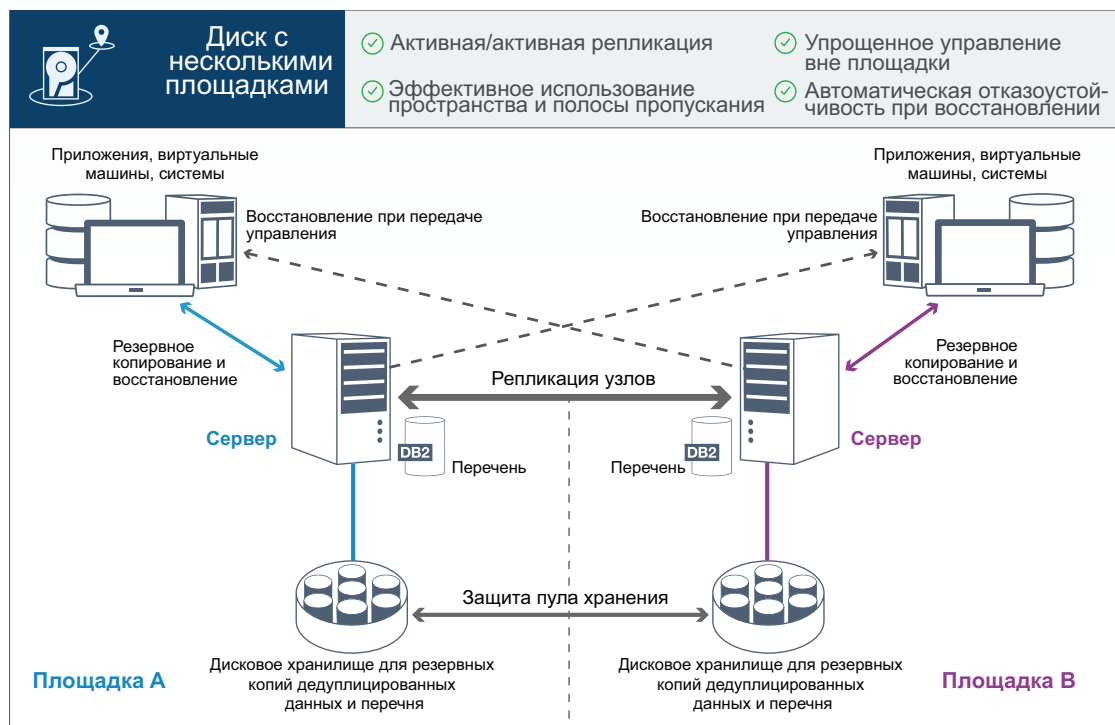 Диск с
несколькими
площадками
Активная/активная репликация
Эффективное использование
пространства и полосы пропускания
Упрощенное управление
вне площадки
Автоматическая отказоустой-
чивость при восстановлении
Приложения, виртуальные
машины, системы
Приложения, виртуальные
машины, системы
Восстановление при передаче
управления
Восстановление при передаче
управления
Резервное
копирование и
восстановление
Резервное
копирование и
восстановление
Репликация узлов
Сервер
Сервер
DB2
Перечень
Перечень
DB2
Защита пула хранения
Дисковое хранилище для резервных
копий дедуплицированных
данных и перечня
Дисковое хранилище для резервных
копий дедуплицированных
данных и перечня
Площадка A
Площадка B